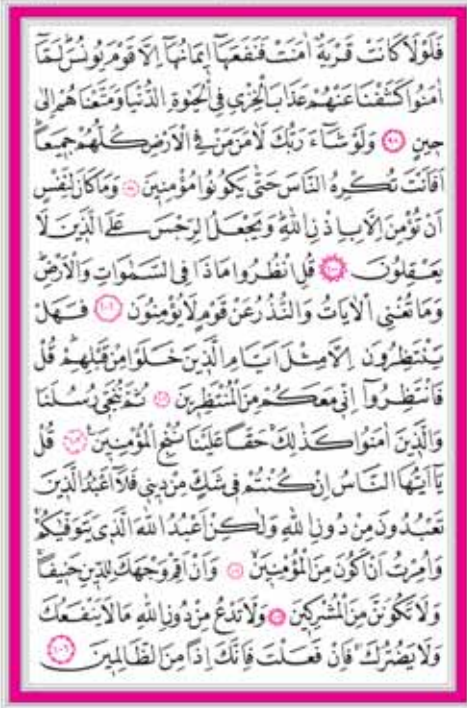 فَلَوْلَا كَانَتْ قَرْيَةٌ اٰمَنَتْ فَنَفَعَهَٓا ا۪يمَانُهَٓا اِلَّا قَوْمَ يُونُسَۜ لَمَّٓا
اٰمَنُوا كَشَفْنَا عَنْهُمْ عَذَابَ الْخِزْيِ فِي الْحَيٰوةِ الدُّنْيَا وَمَتَّعْنَاهُمْ اِلٰى
ح۪ينٍ ﴿٩٨﴾ وَلَوْ شَٓاءَ رَبُّكَ لَاٰمَنَ مَنْ فِي الْاَرْضِ كُلُّهُمْ جَم۪يعاًۜ
اَفَاَنْتَ تُكْرِهُ النَّاسَ حَتّٰى يَكُونُوا مُؤْمِن۪ينَ ﴿٩٩﴾ وَمَا كَانَ لِنَفْسٍ
اَنْ تُؤْمِنَ اِلَّا بِاِذْنِ اللّٰهِۜ وَيَجْعَلُ الرِّجْسَ عَلَى الَّذ۪ينَ لَا
يَعْقِلُونَ ﴿١٠٠﴾ قُلِ انْظُرُوا مَاذَا فِي السَّمٰوَاتِ وَالْاَرْضِۜ
وَمَا تُغْنِي الْاٰيَاتُ وَالنُّذُرُ عَنْ قَوْمٍ لَا يُؤْمِنُونَ ﴿١٠١﴾ فَهَلْ
يَنْتَظِرُونَ اِلَّا مِثْلَ اَيَّامِ الَّذ۪ينَ خَلَوْا مِنْ قَبْلِهِمْۜ قُلْ
فَانْتَظِرُٓوا اِنّ۪ي مَعَكُمْ مِنَ الْمُنْتَظِر۪ينَ ﴿١٠٢﴾ ثُمَّ نُنَجّ۪ي رُسُلَنَا
وَالَّذ۪ينَ اٰمَنُوا كَذٰلِكَۚ حَقاًّ عَلَيْنَا نُنْجِ الْمُؤْمِن۪ينَ۟ ﴿١٠٣﴾ قُلْ
يَٓا اَيُّهَا النَّاسُ اِنْ كُنْتُمْ ف۪ي شَكٍّ مِنْ د۪ين۪ي فَلَٓا اَعْبُدُ الَّذ۪ينَ
تَعْبُدُونَ مِنْ دُونِ اللّٰهِ وَلٰكِنْ اَعْبُدُ اللّٰهَ الَّذ۪ي يَتَوَفّٰيكُمْۚ
وَاُمِرْتُ اَنْ اَكُونَ مِنَ الْمُؤْمِن۪ينَۙ ﴿١٠٤﴾ وَاَنْ اَقِمْ وَجْهَكَ لِلدّ۪ينِ حَن۪يفاًۚ
وَلَا تَكُونَنَّ مِنَ الْمُشْرِك۪ينَ ﴿١٠٥﴾ وَلَا تَدْعُ مِنْ دُونِ اللّٰهِ مَا لَا يَنْفَعُكَ
وَلَا يَضُرُّكَۚ فَاِنْ فَعَلْتَ فَاِنَّكَ اِذاً مِنَ الظَّالِم۪ينَ ﴿١٠٦﴾